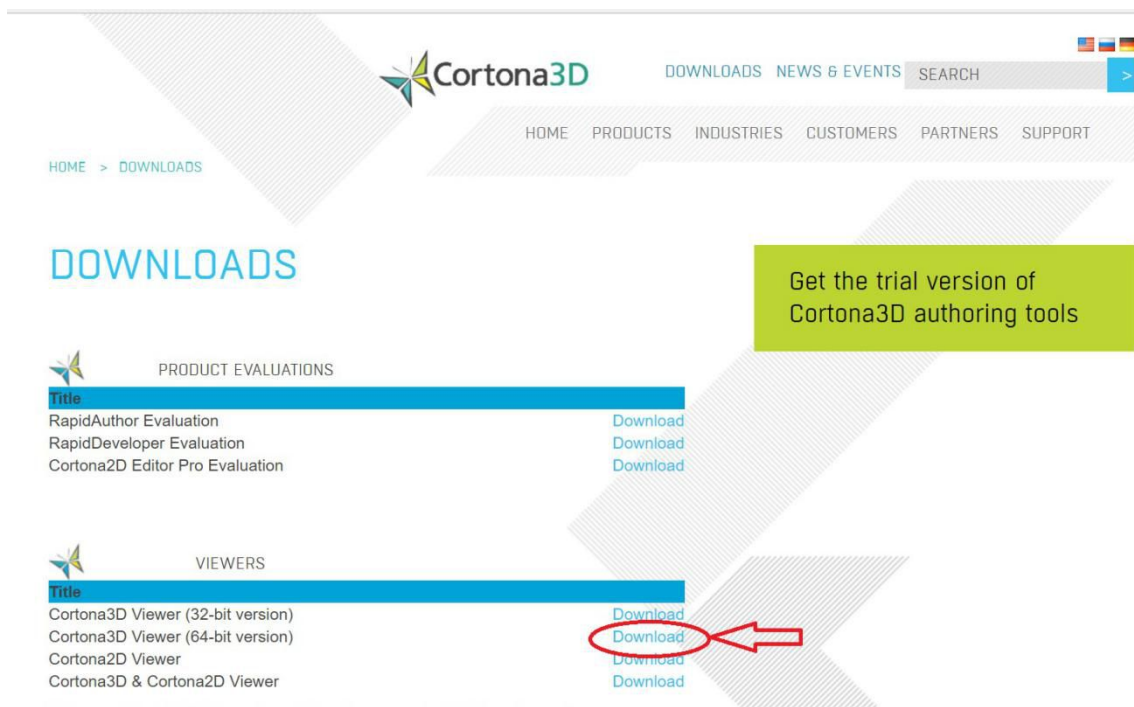 Cortona3D
DOWNLOADS NEWS & EVENTS SEARCH >
HOME PRODUCTS INDUSTRIES CUSTOMERS PARTNERS SUPPORT
HOME > DOWNLOADS
DOWNLOADS
Get the trial version of
Cortona3D authoring tools
PRODUCT EVALUATIONS
Title
RapidAuthor Evaluation Download
RapidDeveloper Evaluation Download
Cortona2D Editor Pro Evaluation Download
VIEWERS
Title
Cortona3D Viewer (32-bit version) Download
Cortona3D Viewer (64-bit version) Download
Cortona2D Viewer Download
Cortona3D & Cortona2D Viewer Download